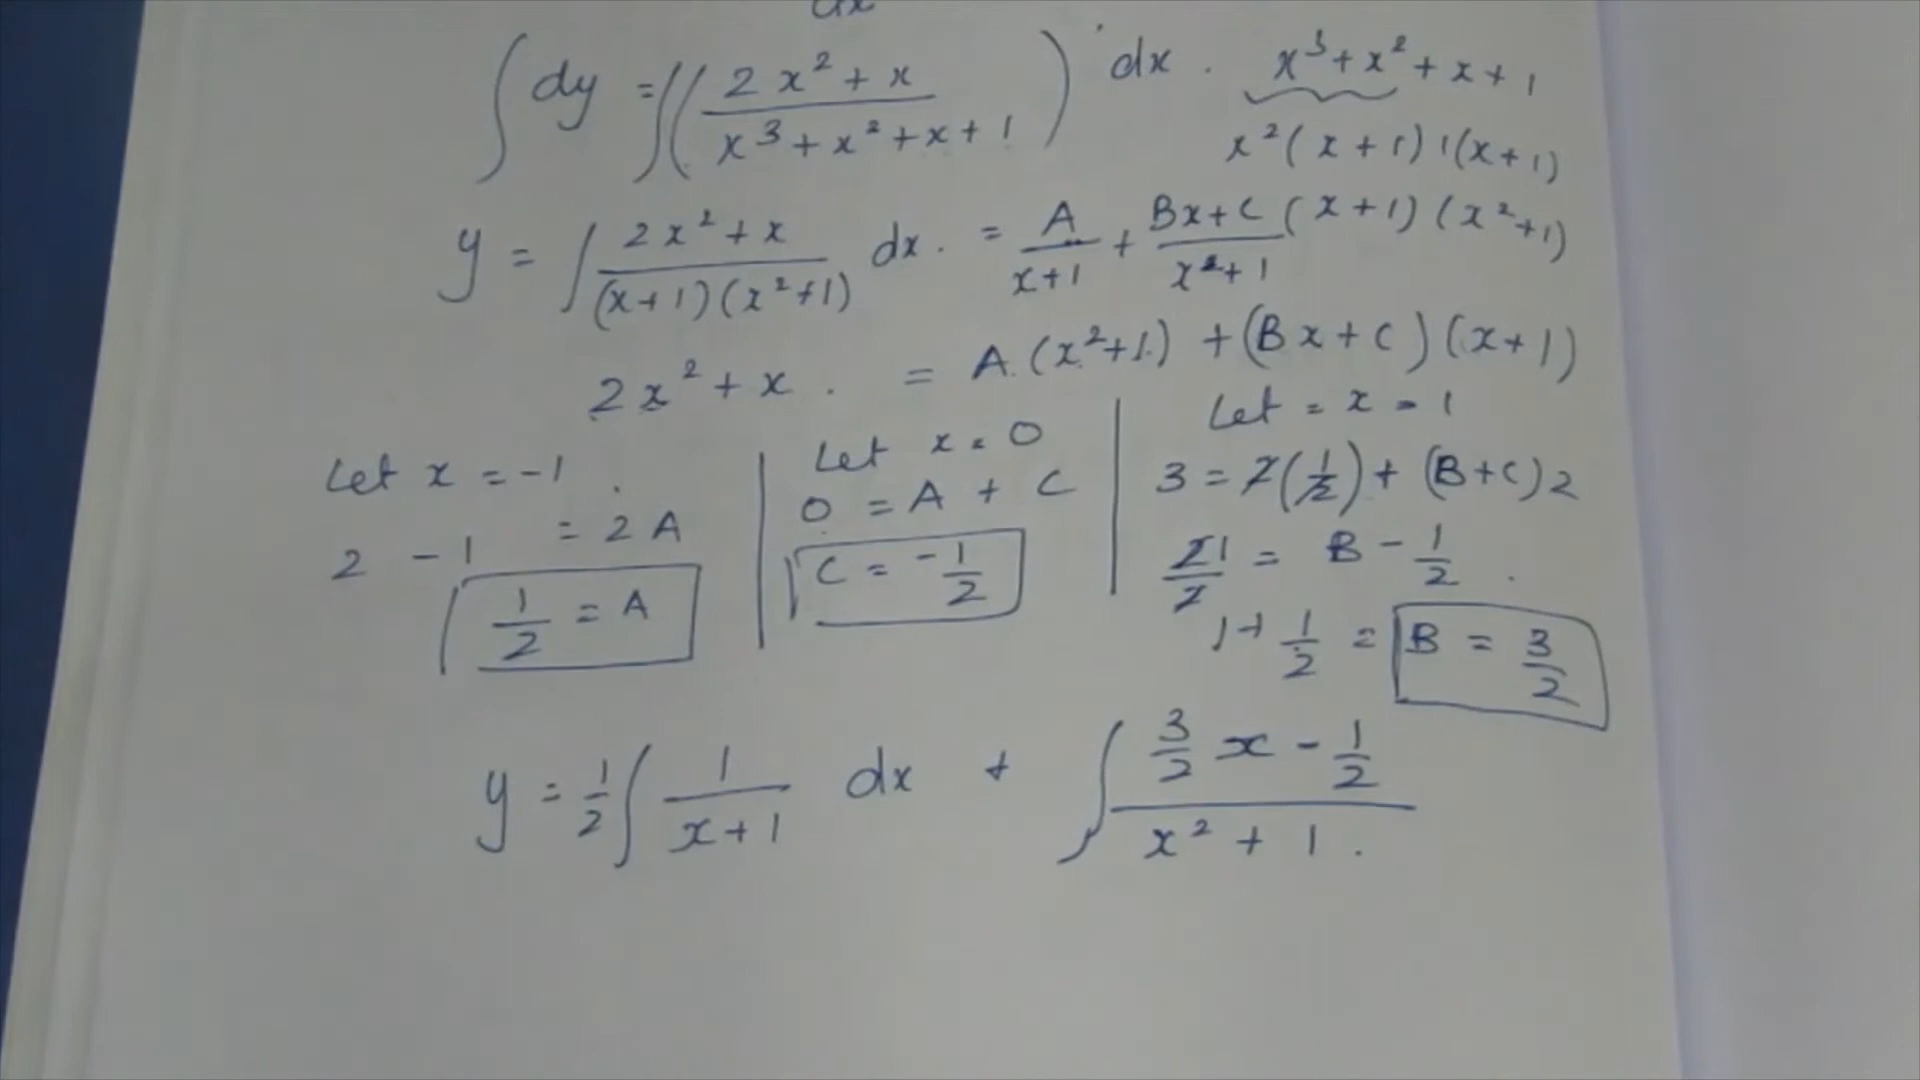 dx
∫ dy = ∫ ( (2x² + x) / (x³ + x² + x + 1) ) dx . x³ + x² + x + 1
x²(x + 1) 1(x + 1)
y = ∫ (2x² + x) / ((x + 1)(x² + 1)) dx . = A / (x + 1) + (Bx + C) / (x² + 1) (x + 1) (x² + 1)
2x² + x . = A.(x² + 1) + (Bx + C) (x + 1)
Let x = -1 .
2 - 1 = 2A
1/2 = A
Let x = 0
0 = A + C
C = -1/2
Let = x = 1
3 = 2(1/2) + (B + C) 2
21/2 = B - 1/2 .
1 + 1/2 = B = 3/2
y = 1/2 ∫ 1 / (x + 1) dx + ∫ (3/2 x - 1/2) / (x² + 1) .